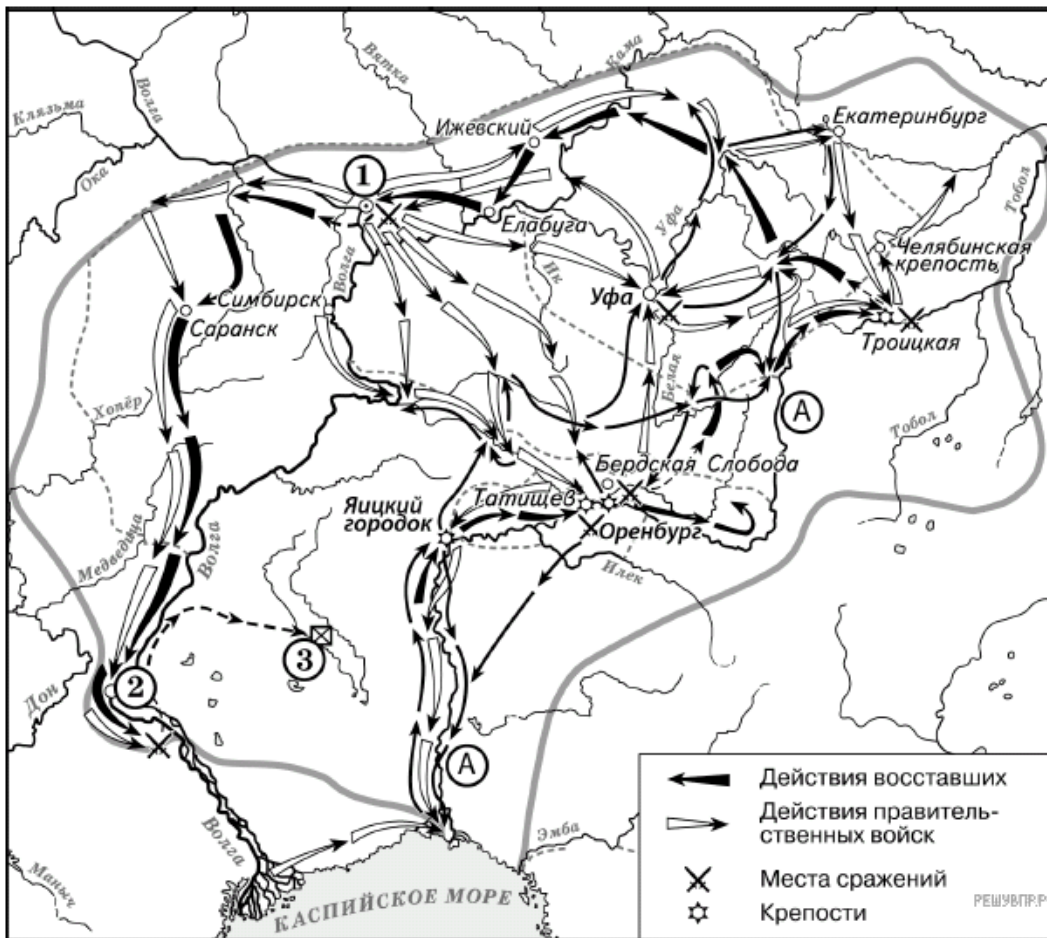 Вятка
Кама
Волга
Клязьма
Ока
Ижевский
Екатеринбург
1
Елабуга
Уфа
Тобол
Волга
Ик
Челябинская
крепость
Симбирск
Саранск
Уфа
Троицкая
Белая
Хопёр
А
Тобол
Бердская Слобода
Татищев
Яицкий
городок
Оренбург
Медведица
Волга
Илек
3
2
Дон
А
Волга
Эмба
Маныч
КАСПИЙСКОЕ МОРЕ
Действия восставших
Действия правитель-
ственных войск
Места сражений
Крепости
РЕШУВПР.РФ